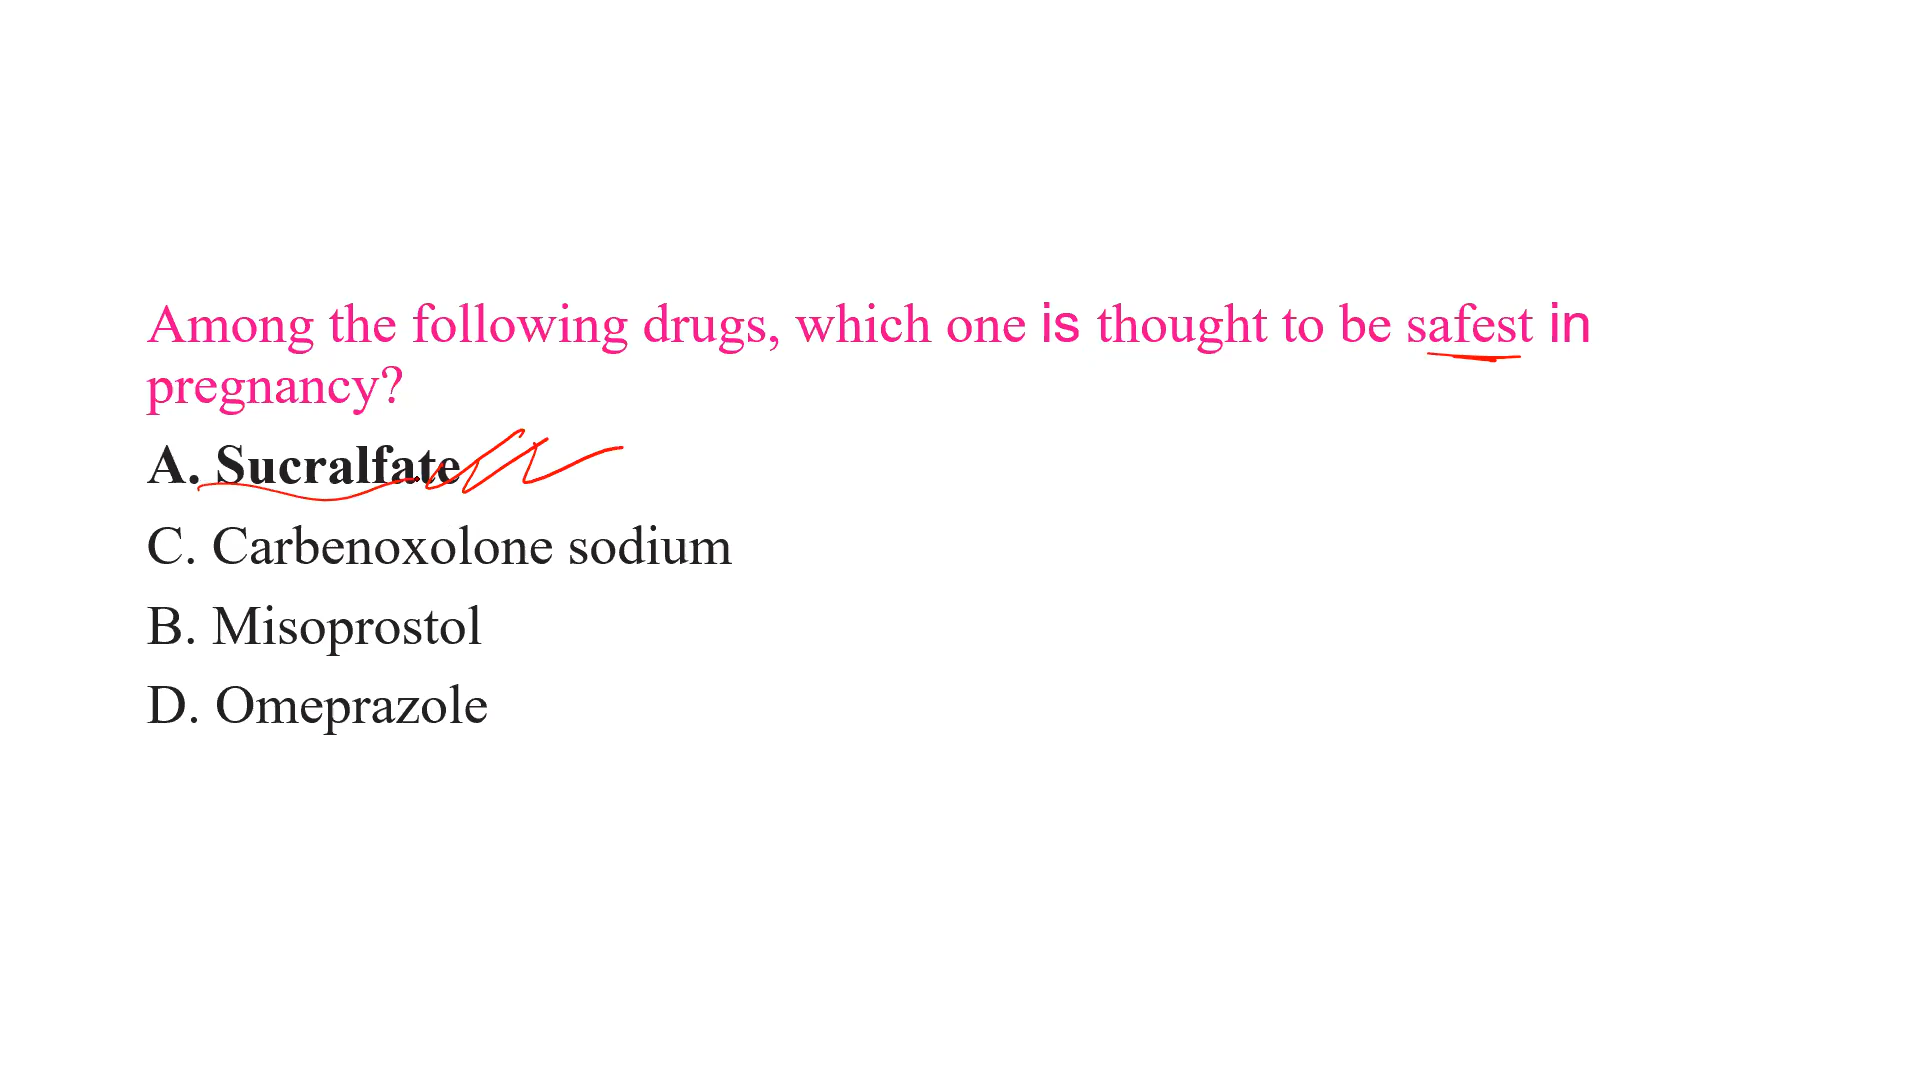 Among the following drugs, which one is thought to be safest in
pregnancy?
A. Sucralfate
C. Carbenoxolone sodium
B. Misoprostol
D. Omeprazole